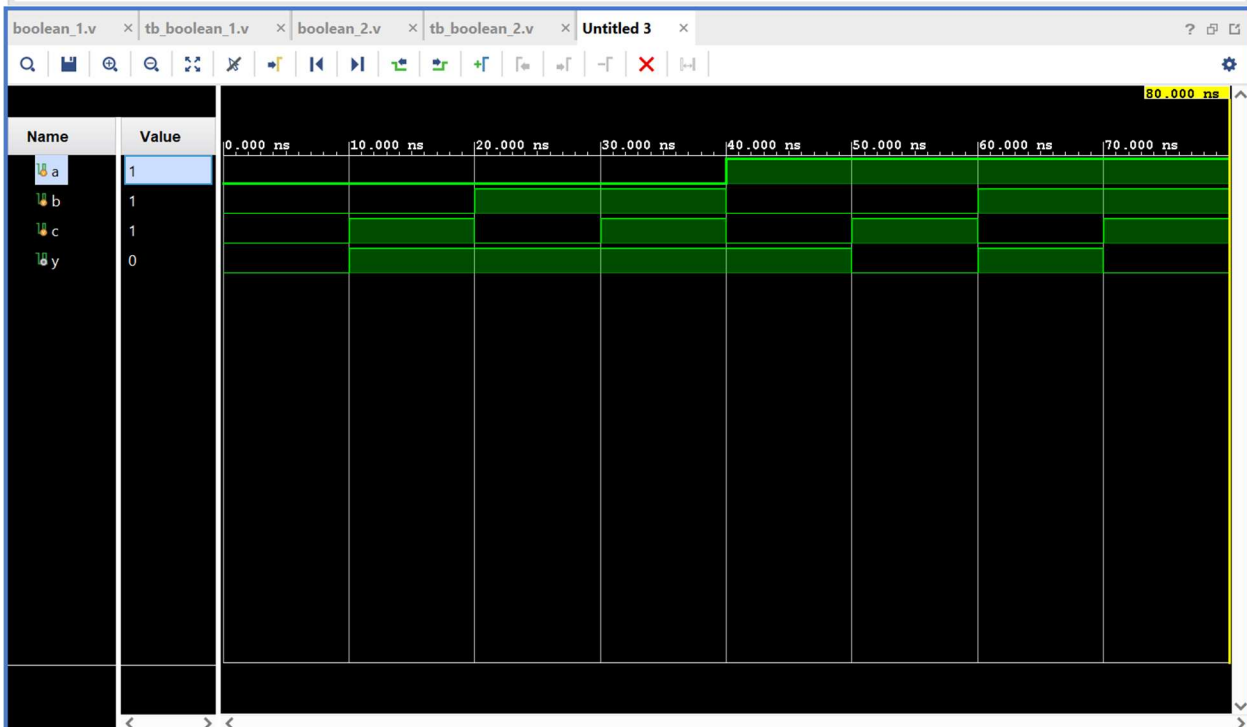 boolean_1.v × tb_boolean_1.v × boolean_2.v × tb_boolean_2.v × Untitled 3 × ?
80.000 ns
Name Value 0.000 ns 10.000 ns 20.000 ns 30.000 ns 40.000 ns 50.000 ns 60.000 ns 70.000 ns
a 1
b 1
c 1
y 0